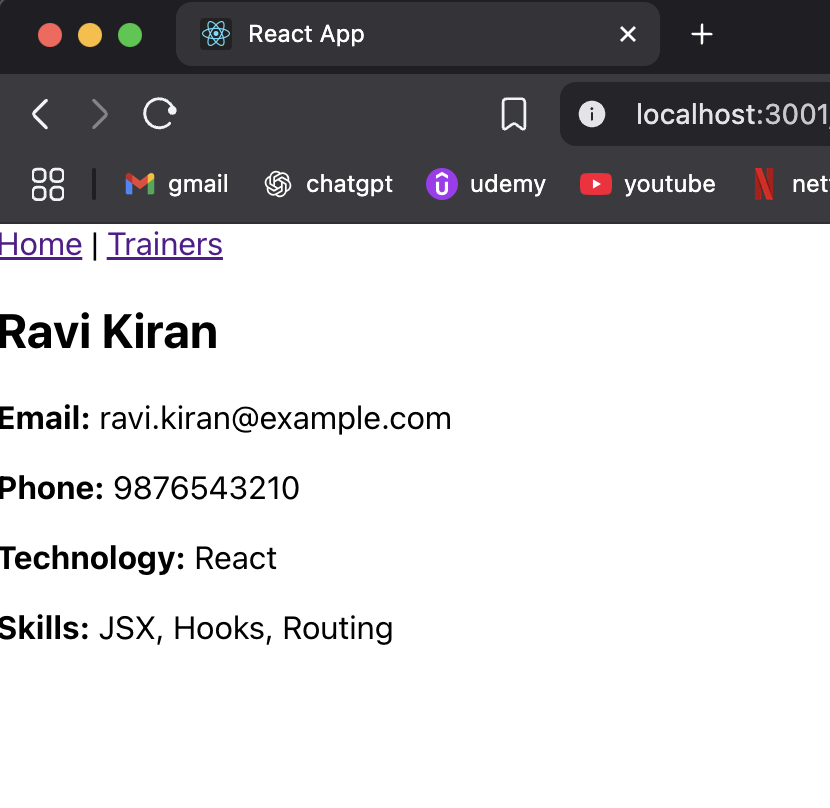 React App
localhost:3001
gmail chatgpt udemy youtube
Home | Trainers
Ravi Kiran
Email: ravi.kiran@example.com
Phone: 9876543210
Technology: React
Skills: JSX, Hooks, Routing